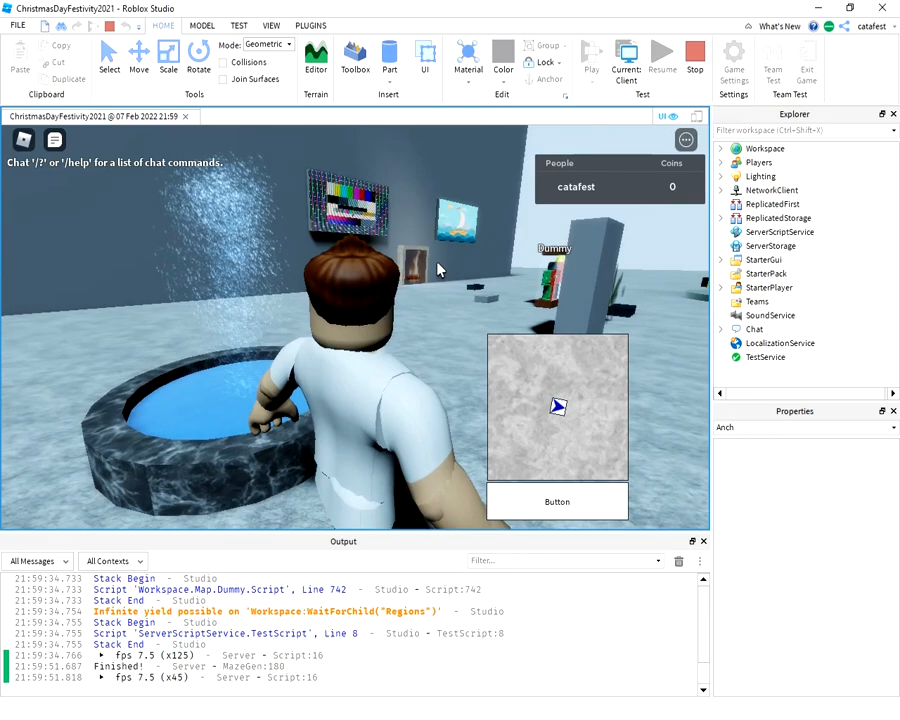 ChristmasDayFestivity2021 - Roblox Studio
FILE HOME MODEL TEST VIEW PLUGINS What's New catafest
Paste Copy Cut Duplicate
Clipboard
Select Move Scale Rotate
Mode: Geometric
Collisions
Join Surfaces
Tools
Editor
Terrain
Toolbox Part UI
Insert
Material Color Group Lock Anchor
Edit
Play Current: Client Resume Stop
Test
Game Settings
Settings
Team Test Exit Game
Team Test
ChristmasDayFestivity2021 @ 07 Feb 2022 21:59
UI
Chat '/?' or '/help' for a list of chat commands.
People Coins
catafest 0
Dummy
Button
Explorer
Filter workspace (Ctrl+Shift+X)
Workspace
Players
Lighting
NetworkClient
ReplicatedFirst
ReplicatedStorage
ServerScriptService
ServerStorage
StarterGui
StarterPack
StarterPlayer
Teams
SoundService
Chat
LocalizationService
TestService
Properties
Anch
Output
All Messages All Contexts Filter...
21:59:34.733 Stack Begin - Studio
21:59:34.733 Script 'Workspace.Map.Dummy.Script', Line 742 - Studio - Script:742
21:59:34.733 Stack End - Studio
21:59:34.754 Infinite yield possible on 'Workspace:WaitForChild("Regions")' - Studio
21:59:34.755 Stack Begin - Studio
21:59:34.755 Script 'ServerScriptService.TestScript', Line 8 - Studio - TestScript:8
21:59:34.755 Stack End - Studio
21:59:34.766 ▶ fps 7.5 (x125) - Server - Script:16
21:59:51.687 Finished! - Server - MazeGen:180
21:59:51.818 ▶ fps 7.5 (x45) - Server - Script:16